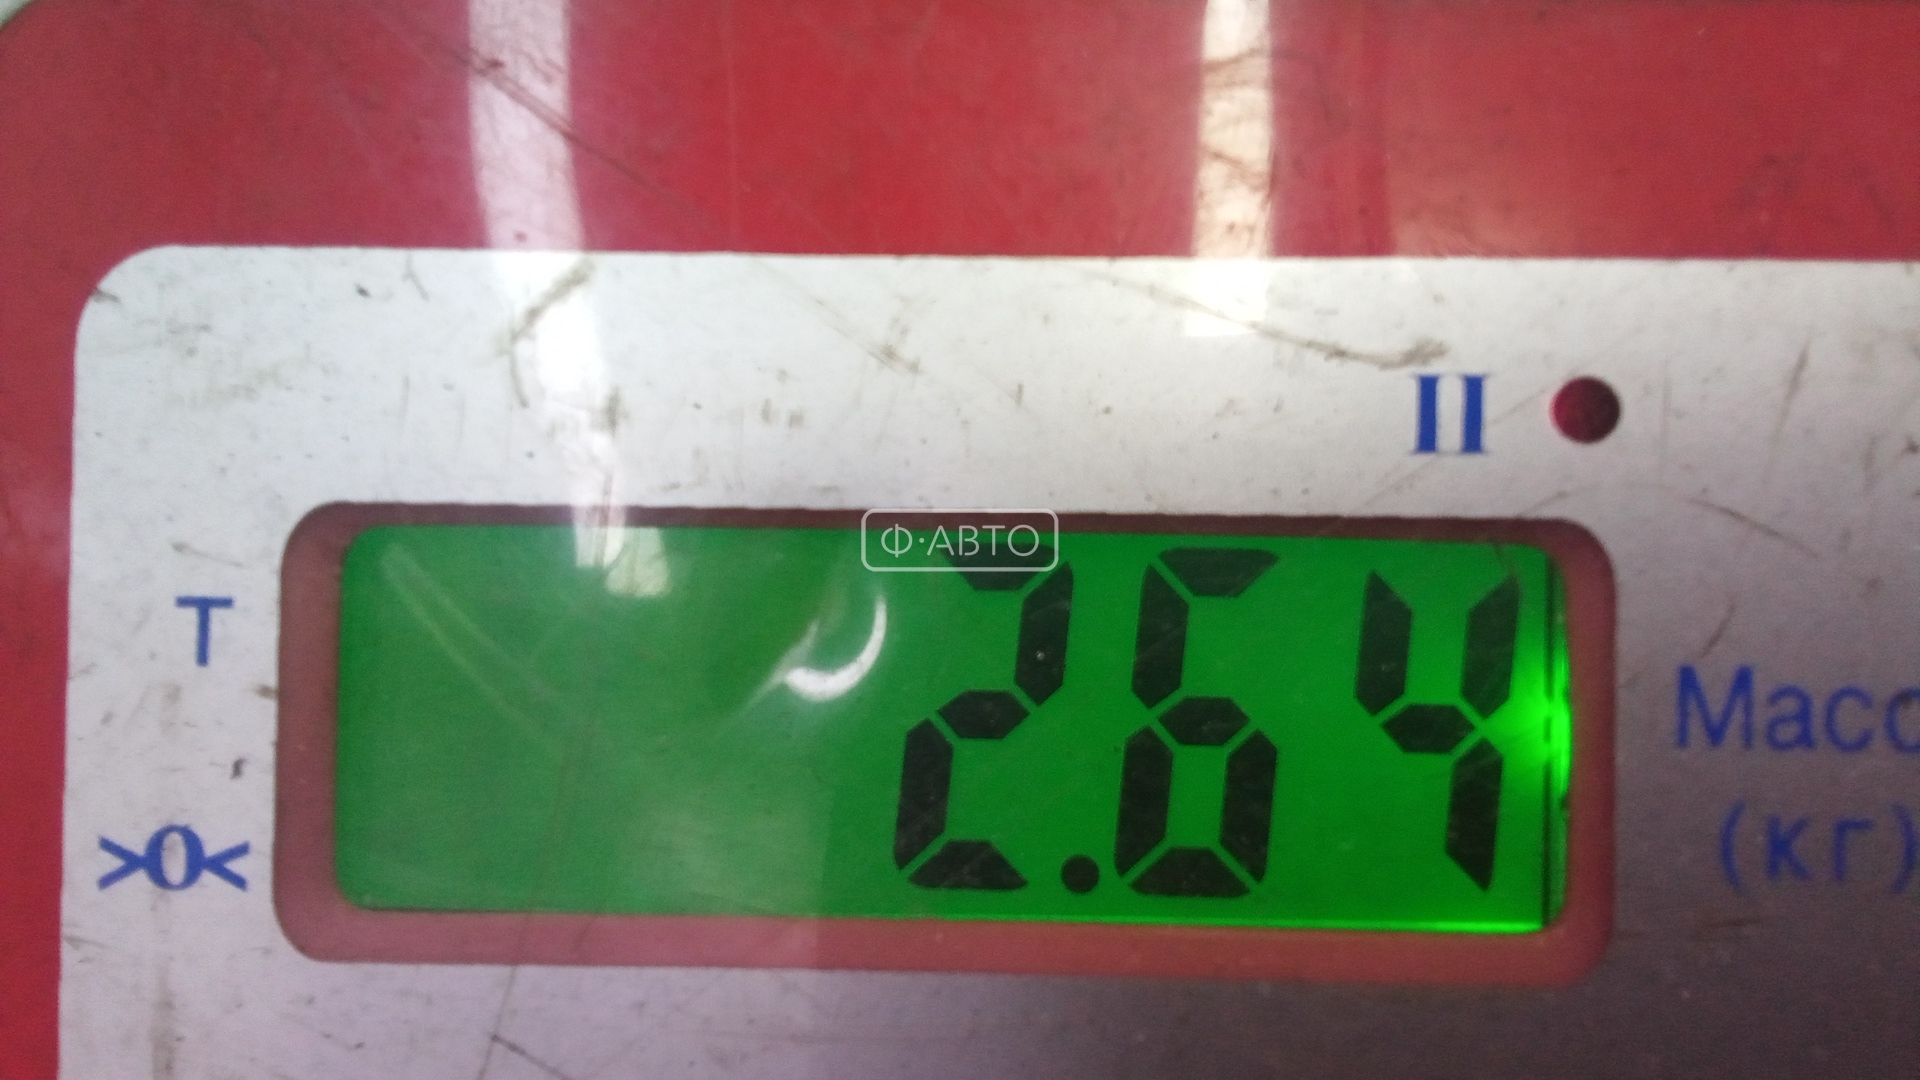 II
Ф·АВТО
T
2.64
Масс
>0<
(кг)